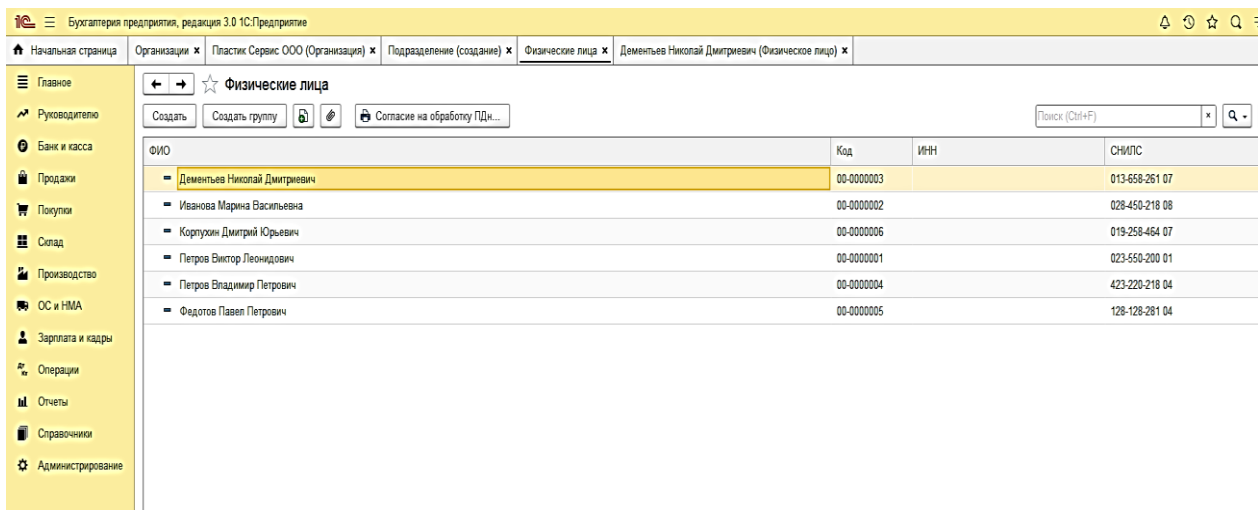 1С Бухгалтерия предприятия, редакция 3.0 1С:Предприятие
Начальная страница Организации × Пластик Сервис ООО (Организация) × Подразделение (создание) × Физические лица × Дементьев Николай Дмитриевич (Физическое лицо) ×
Главное
Руководителю
Банк и касса
Продажи
Покупки
Склад
Производство
ОС и НМА
Зарплата и кадры
Операции
Отчеты
Справочники
Администрирование
Физические лица
Создать Создать группу Согласие на обработку ПДн... Поиск (Ctrl+F) ×
ФИО Код ИНН СНИЛС
Дементьев Николай Дмитриевич 00-0000003 013-658-261 07
Иванова Марина Васильевна 00-0000002 028-450-218 08
Корпухин Дмитрий Юрьевич 00-0000006 019-258-464 07
Петров Виктор Леонидович 00-0000001 023-550-200 01
Петров Владимир Петрович 00-0000004 423-220-218 04
Федотов Павел Петрович 00-0000005 128-128-281 04